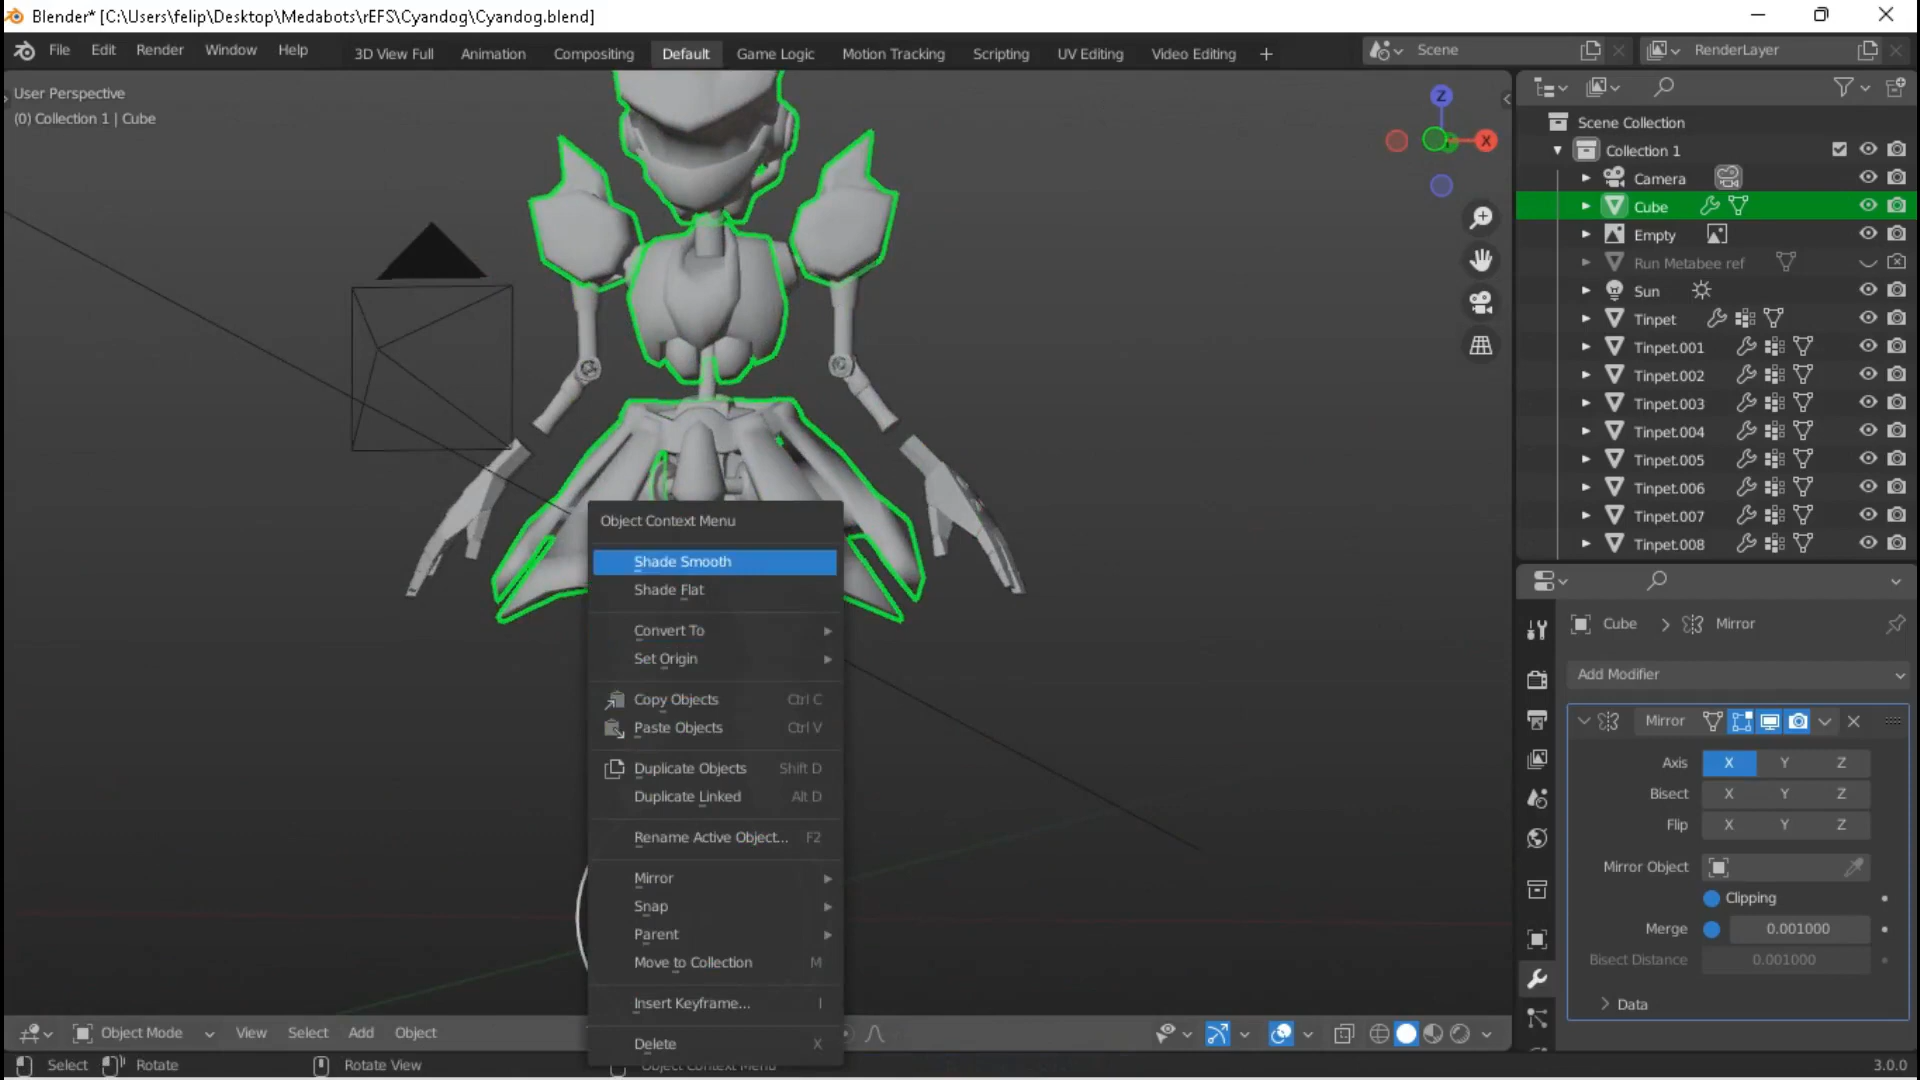 Blender* [C:\Users\felip\Desktop\Medabots\rEFS\Cyandog\Cyandog.blend]
File Edit Render Window Help 3D View Full Animation Compositing Default Game Logic Motion Tracking Scripting UV Editing Video Editing + Scene RenderLayer
User Perspective
(0) Collection 1 | Cube
Z
X
Scene Collection
Collection 1
Camera
Cube
Empty
Run Metabee ref
Sun
Tinpet
Tinpet.001
Tinpet.002
Tinpet.003
Tinpet.004
Tinpet.005
Tinpet.006
Tinpet.007
Tinpet.008
Object Context Menu
Shade Smooth
Shade Flat
Convert To
Set Origin
Copy Objects Ctrl C
Paste Objects Ctrl V
Duplicate Objects Shift D
Duplicate Linked Alt D
Rename Active Object... F2
Mirror
Snap
Parent
Move to Collection M
Insert Keyframe... I
Delete X
Cube > Mirror
Add Modifier
Mirror
Axis X Y Z
Bisect X Y Z
Flip X Y Z
Mirror Object
Clipping
Merge 0.001000
Bisect Distance 0.001000
Data
Object Mode View Select Add Object
Select Rotate Rotate View Object Context Menu 3.0.0